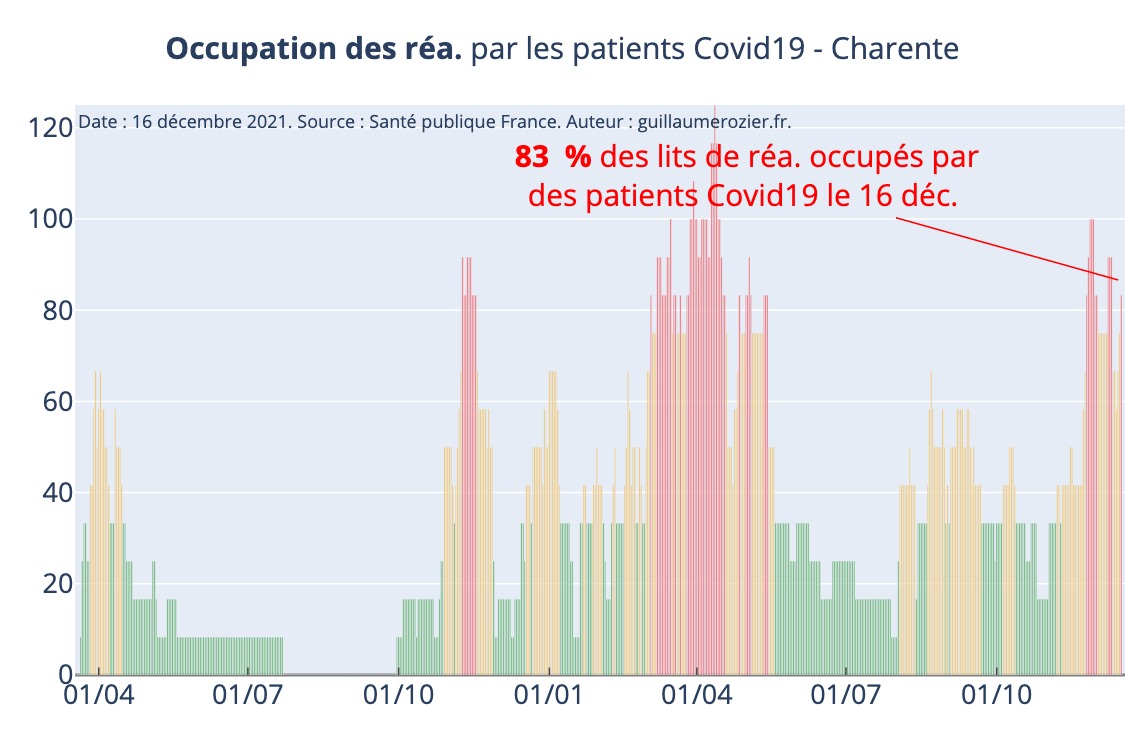 Occupation des réa. par les patients Covid19 - Charente
Date : 16 décembre 2021. Source : Santé publique France. Auteur : guillaumerozier.fr.
83 % des lits de réa. occupés par
des patients Covid19 le 16 déc.
120
100
80
60
40
20
0
01/04 01/07 01/10 01/01 01/04 01/07 01/10